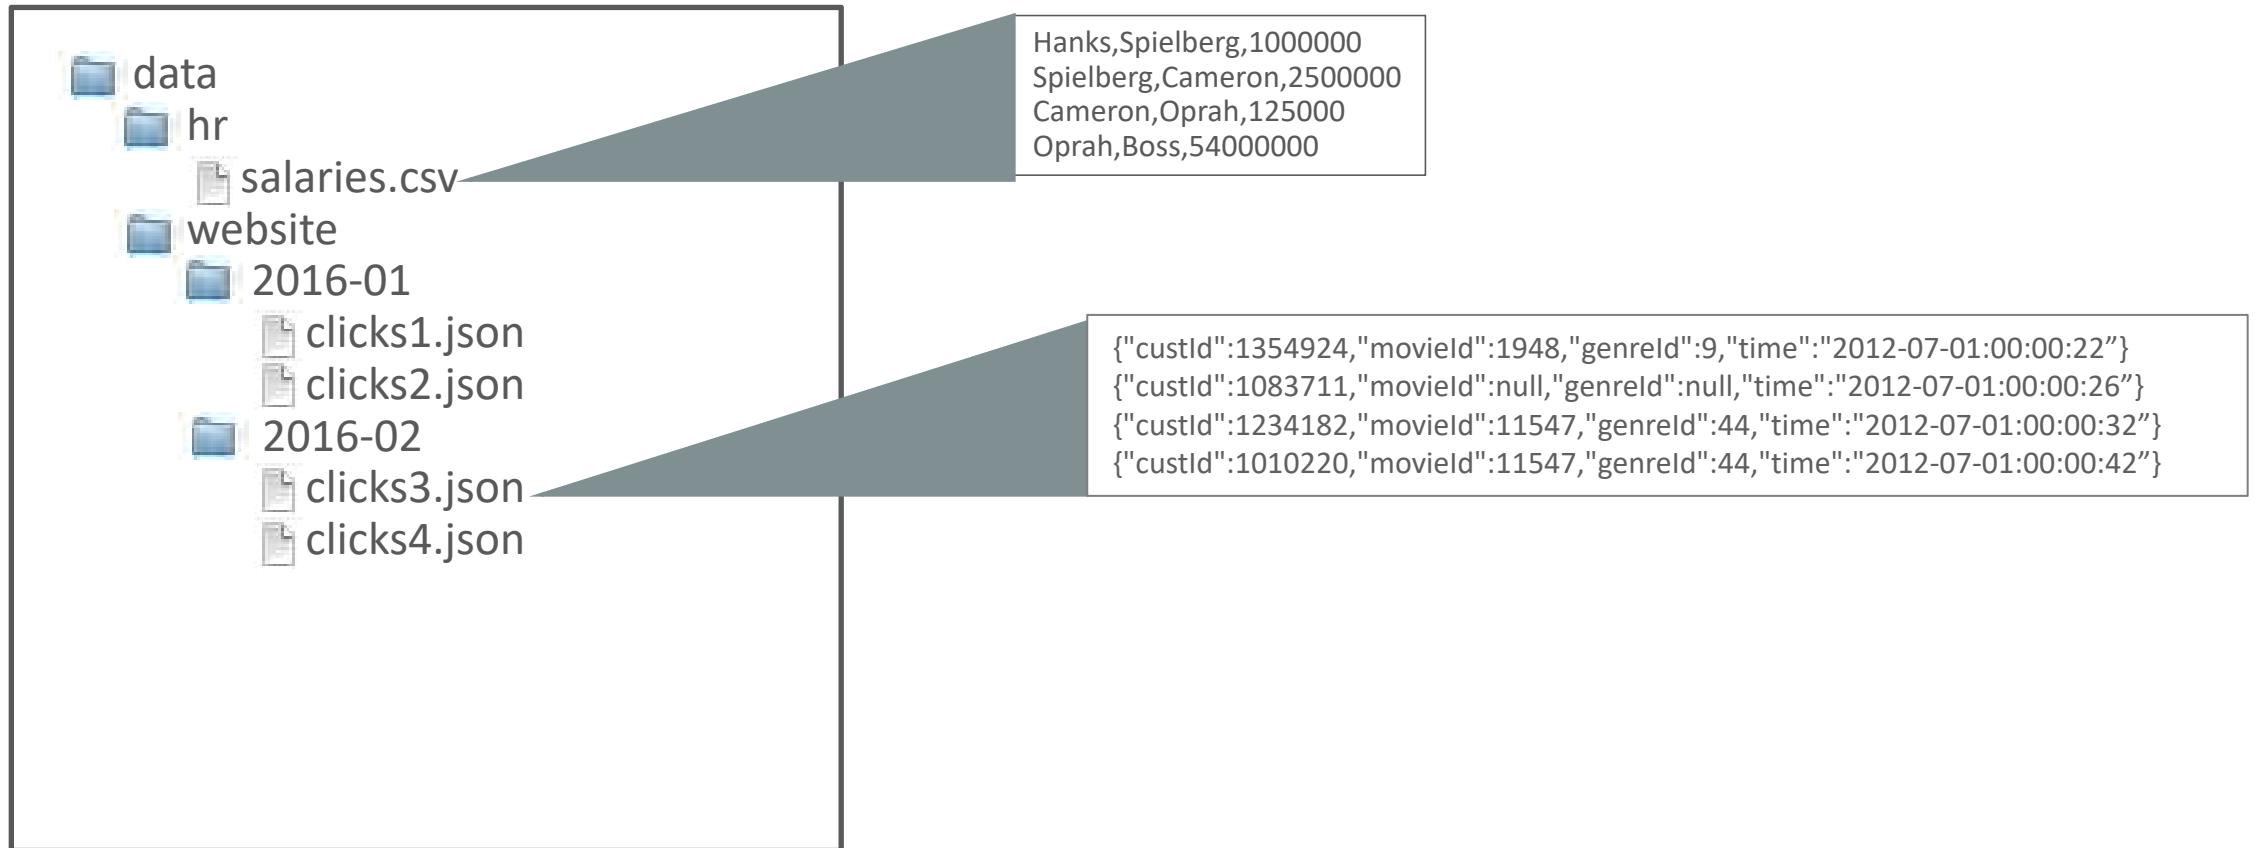 data
hr
salaries.csv
website
2016-01
clicks1.json
clicks2.json
2016-02
clicks3.json
clicks4.json
Hanks,Spielberg,1000000
Spielberg,Cameron,2500000
Cameron,Oprah,125000
Oprah,Boss,54000000
{"custId":1354924,"movieId":1948,"genreId":9,"time":"2012-07-01:00:00:22”}
{"custId":1083711,"movieId":null,"genreId":null,"time":"2012-07-01:00:00:26”}
{"custId":1234182,"movieId":11547,"genreId":44,"time":"2012-07-01:00:00:32”}
{"custId":1010220,"movieId":11547,"genreId":44,"time":"2012-07-01:00:00:42”}